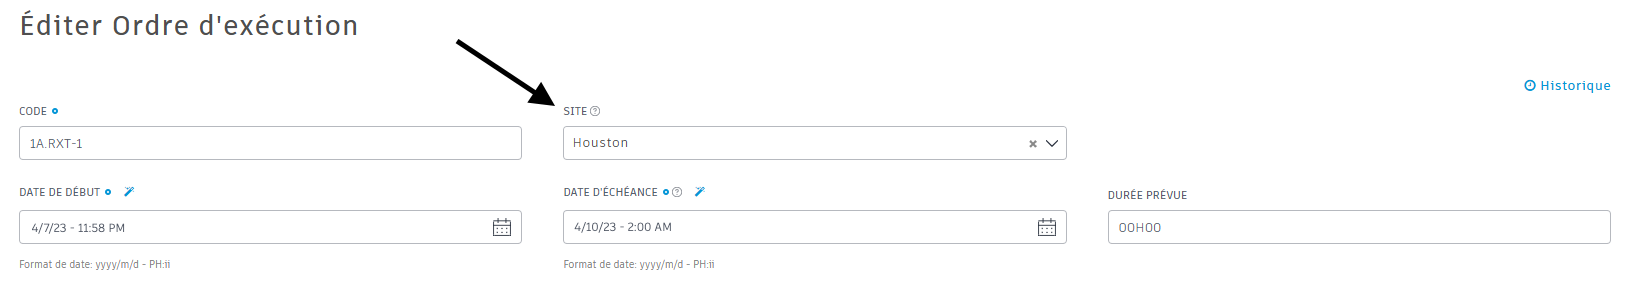 Éditer Ordre d'exécution
Historique
CODE
SITE
1A.RXT-1
Houston
DATE DE DÉBUT
DATE D'ÉCHÉANCE
DURÉE PRÉVUE
4/7/23 - 11:58 PM
4/10/23 - 2:00 AM
00H00
Format de date: yyyy/m/d - PH:ii
Format de date: yyyy/m/d - PH:ii